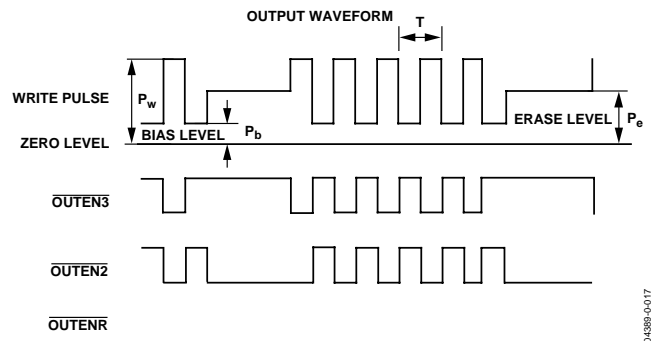 OUTPUT WAVEFORM
T
WRITE PULSE
Pw
BIAS LEVEL
Pb
ERASE LEVEL
Pe
ZERO LEVEL
OUTEN3
OUTEN2
OUTENR
04389-0-017